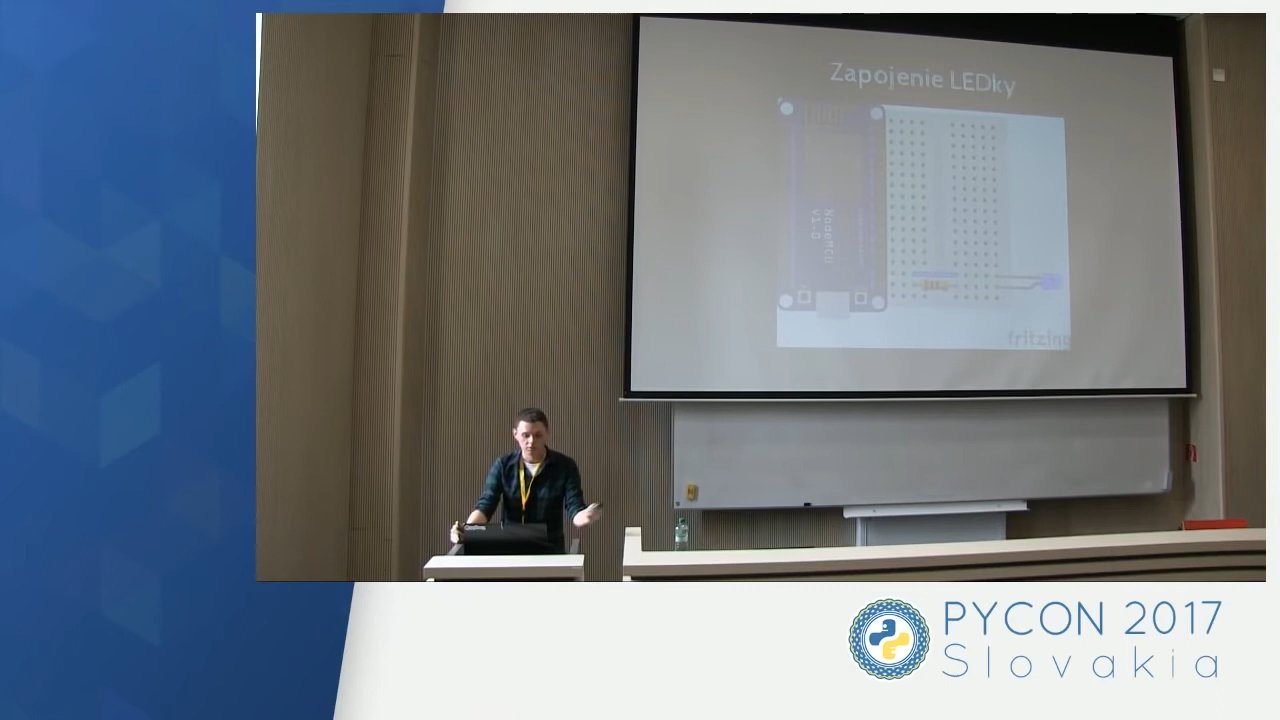 Zapojenie LEDky
NodeMCU
V1.0
fritzing
PYCON 2017
Slovakia